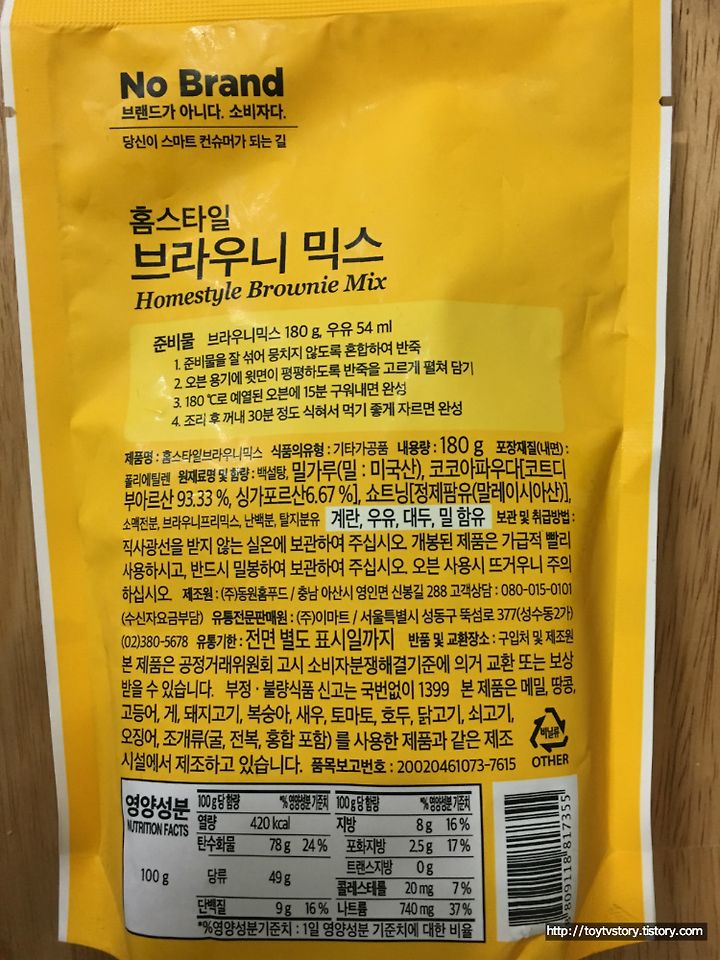 No Brand
브랜드가 아니다. 소비자다.
당신이 스마트 컨슈머가 되는 길
홈스타일
브라우니 믹스
Homestyle Brownie Mix
준비물 브라우니믹스 180 g, 우유 54 ml
1. 준비물을 잘 섞어 뭉치지 않도록 혼합하여 반죽
2. 오븐 용기에 윗면이 평평하도록 반죽을 고르게 펼쳐 담기
3. 180 ℃로 예열된 오븐에 15분 구워내면 완성
4. 조리 후 꺼내 30분 정도 식혀서 먹기 좋게 자르면 완성
제품명 : 홈스타일브라우니믹스 식품의유형 : 기타가공품 내용량 : 180 g 포장재질(내면) :
폴리에틸렌 원재료명 및 함량 : 백설탕, 밀가루(밀 : 미국산), 코코아파우다[코트디
부아르산 93.33 %, 싱가포르산6.67 %], 쇼트닝[정제팜유(말레이시아산)],
소맥전분, 브라우니프리믹스, 난백분, 탈지분유 계란, 우유, 대두, 밀 함유 보관 및 취급방법 :
직사광선을 받지 않는 실온에 보관하여 주십시오. 개봉된 제품은 가급적 빨리
사용하시고, 반드시 밀봉하여 보관하여 주십시오. 오븐 사용시 뜨거우니 주의
하십시오. 제조원 : (주)동원홈푸드 / 충남 아산시 영인면 신봉길 288 고객상담 : 080-015-0101
(수신자요금부담) 유통전문판매원 : (주)이마트 / 서울특별시 성동구 뚝섬로 377(성수동2가)
(02)380-5678 유통기한 : 전면 별도 표시일까지 반품 및 교환장소 : 구입처 및 제조원
본 제품은 공정거래위원회 고시 소비자분쟁해결기준에 의거 교환 또는 보상
받을 수 있습니다. 부정 · 불량식품 신고는 국번없이 1399 본 제품은 메밀, 땅콩,
고등어, 게, 돼지고기, 복숭아, 새우, 토마토, 호두, 닭고기, 쇠고기,
오징어, 조개류(굴, 전복, 홍합 포함) 를 사용한 제품과 같은 제조
시설에서 제조하고 있습니다. 품목보고번호 : 20020461073-7615
비닐류
OTHER
영양성분
NUTRITION FACTS
100 g
100 g당 함량 %영양성분 기준치
열량 420 kcal
탄수화물 78 g 24 %
당류 49 g
단백질 9 g 16 %
100 g당 함량 %영양성분 기준치
지방 8 g 16 %
포화지방 2.5 g 17 %
트랜스지방 0 g
콜레스테롤 20 mg 7 %
나트륨 740 mg 37 %
*%영양성분기준치 : 1일 영양성분 기준치에 대한 비율
8 809118 817355
http://toytvstory.tistory.com